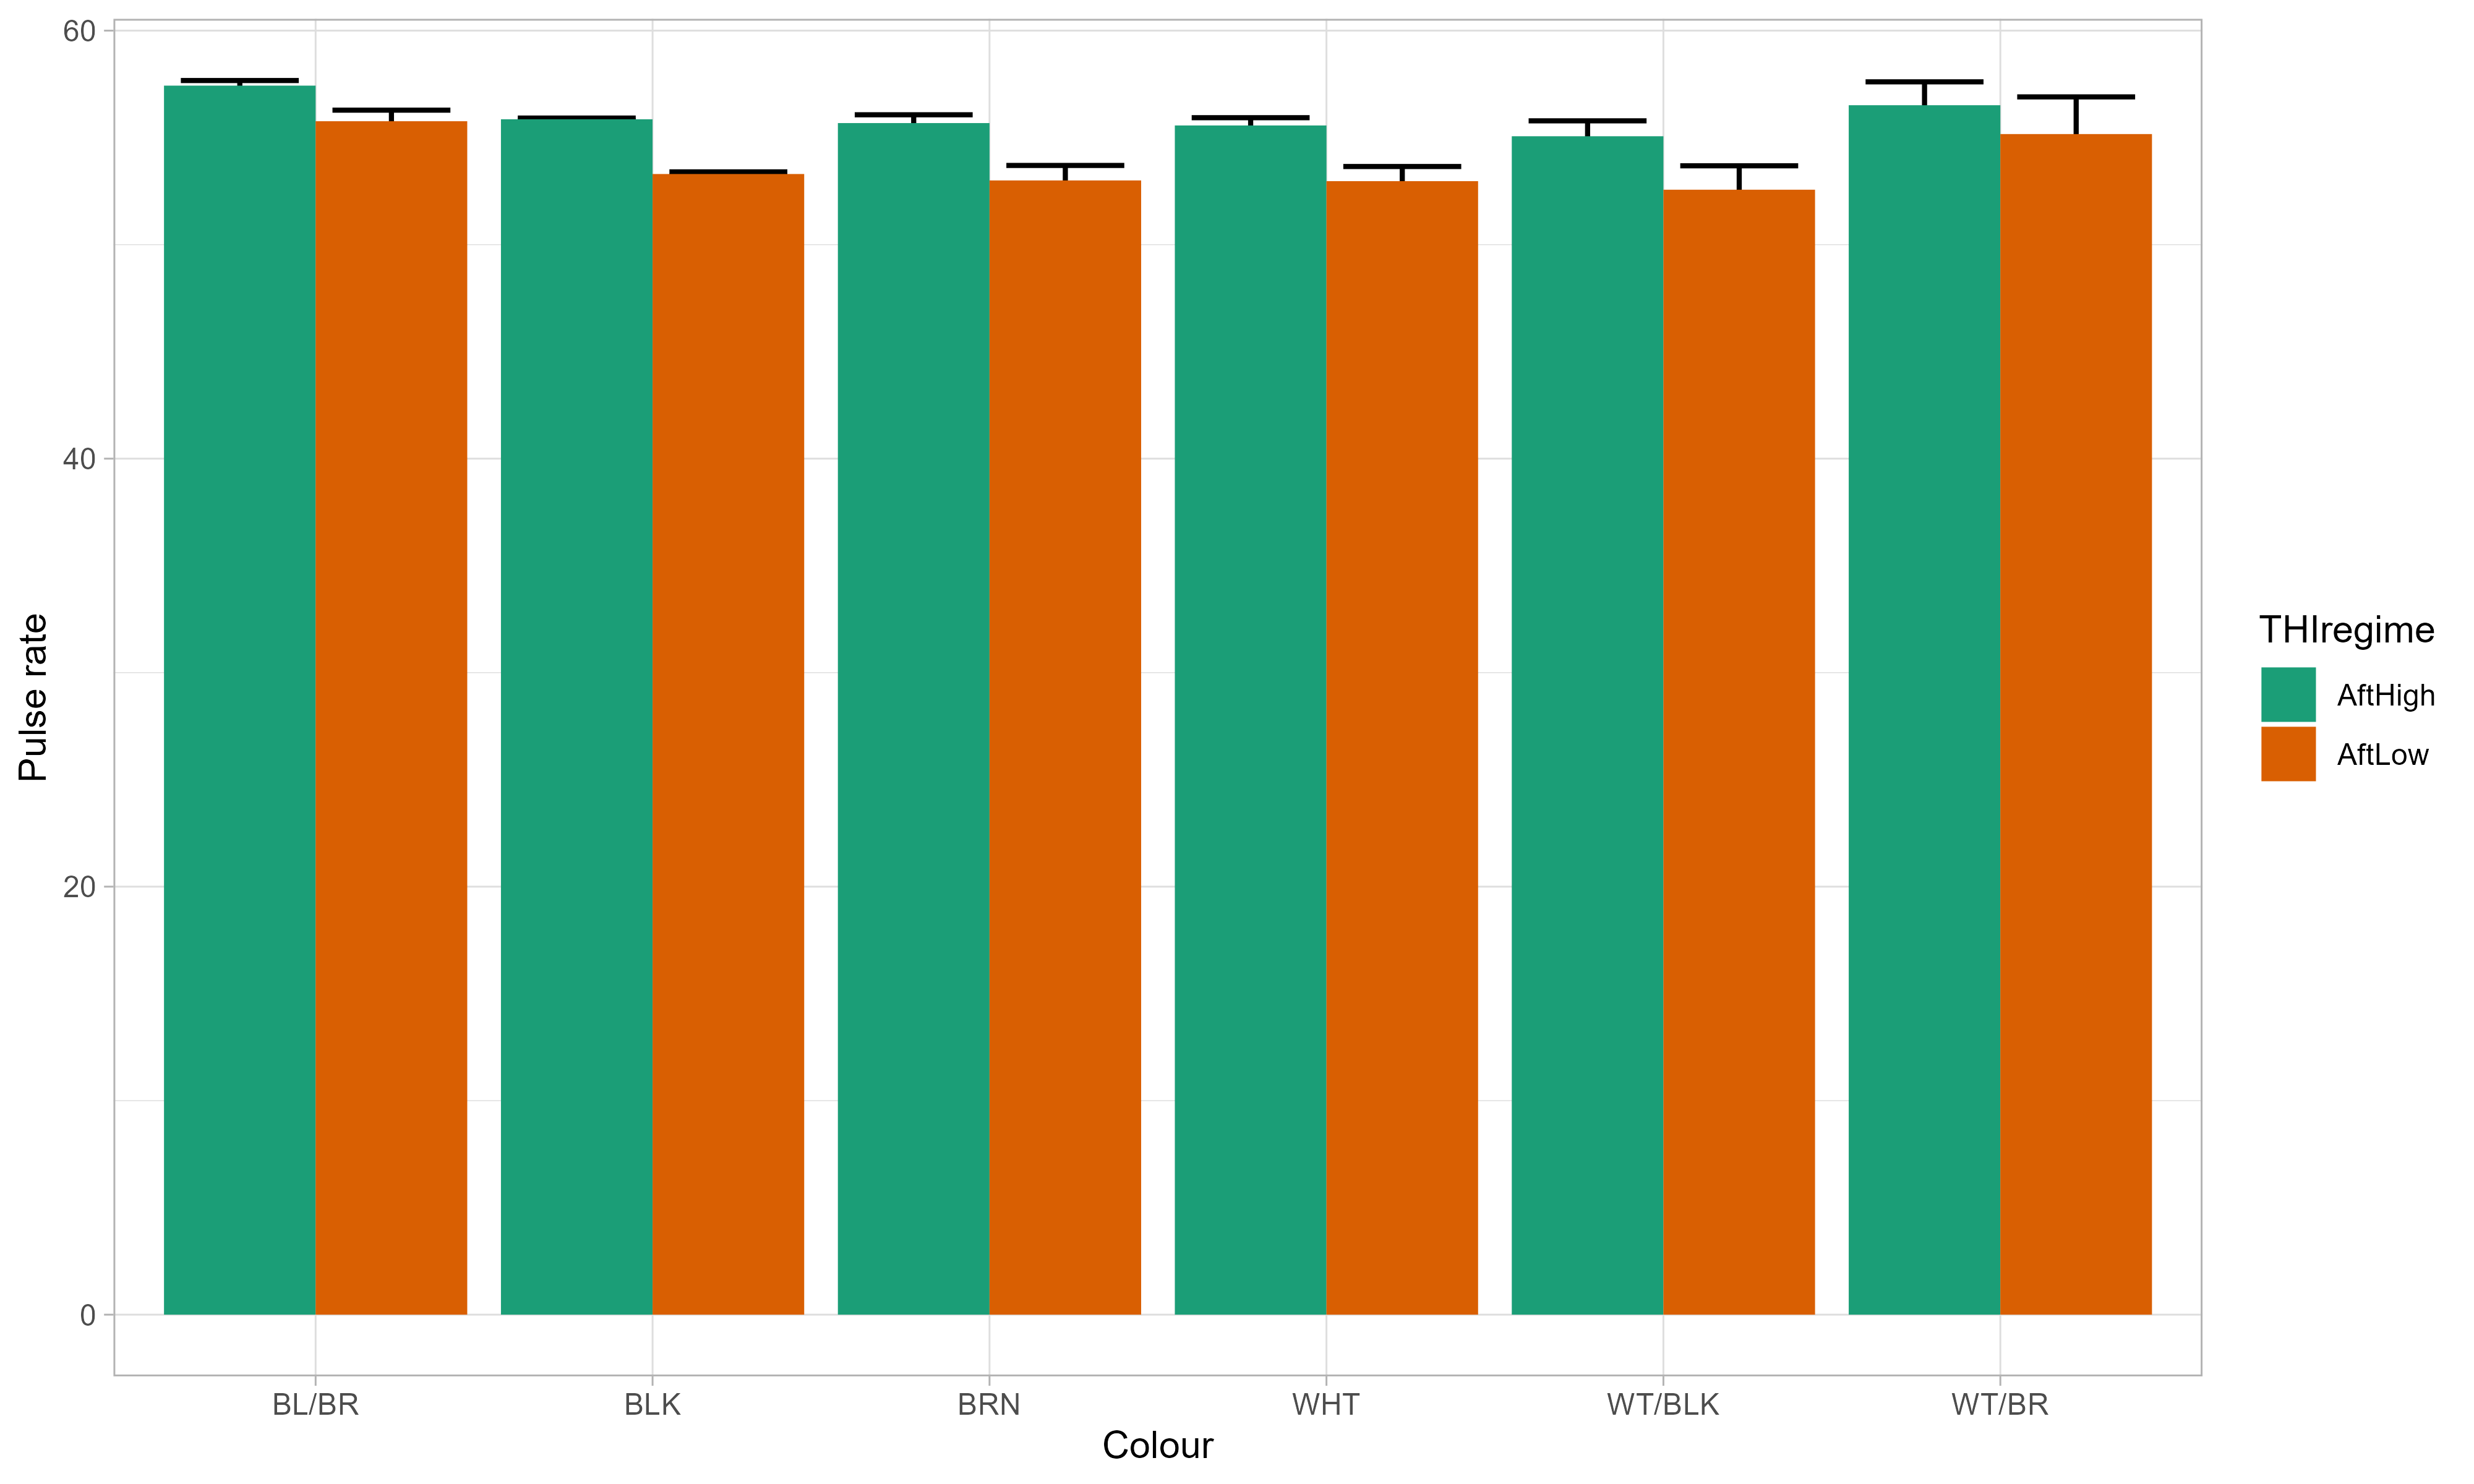 60
40
20
0
Pulse rate
BL/BR
BLK
BRN
WHT
WT/BLK
WT/BR
Colour
THIregime
AftHigh
AftLow